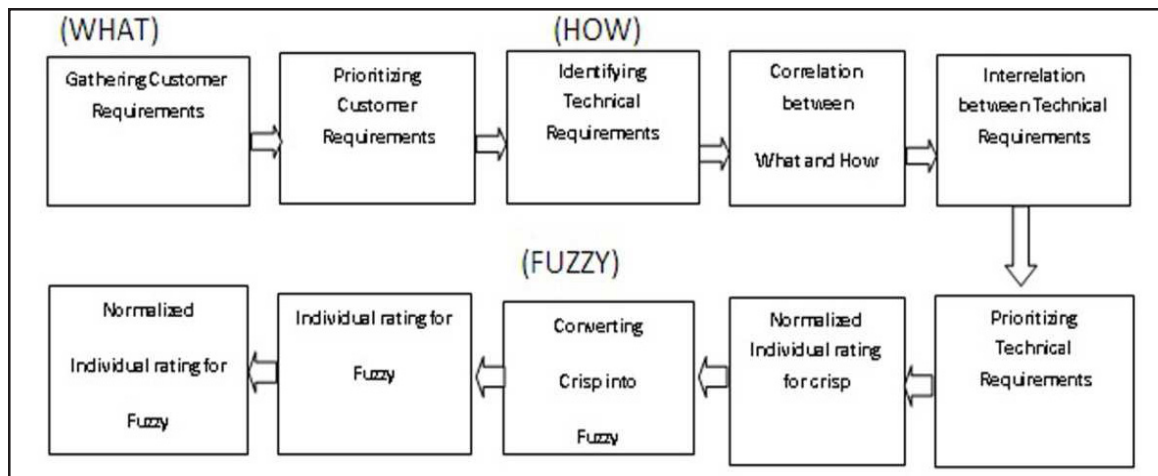 (WHAT)
(HOW)
Gathering Customer
Requirements
Prioritizing
Customer
Requirements
Identifying
Technical
Requirements
Correlation
between
What and How
Interrelation
between Technical
Requirements
(FUZZY)
Normalized
Individual rating for
Fuzzy
Individual rating for
Fuzzy
Converting
Crisp into
Fuzzy
Normalized
Individual rating
for crisp
Prioritizing
Technical
Requirements